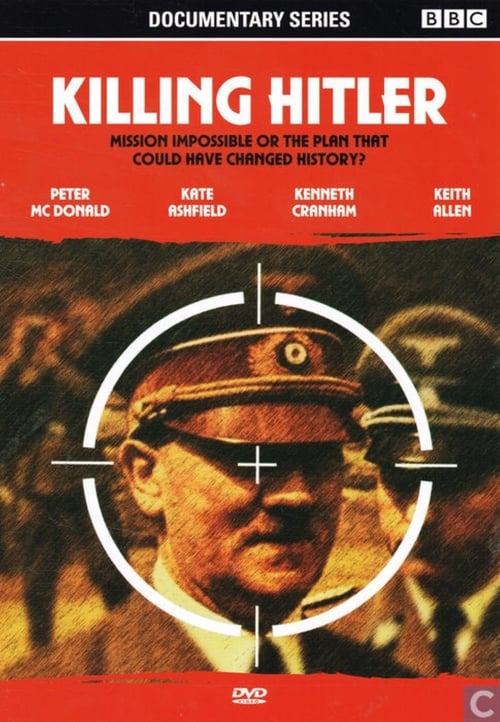 DOCUMENTARY SERIES BBC
KILLING HITLER
MISSION IMPOSSIBLE OR THE PLAN THAT
COULD HAVE CHANGED HISTORY?
PETER KATE KENNETH KEITH
MC DONALD ASHFIELD CRANHAM ALLEN
DVD
VIDEO
C